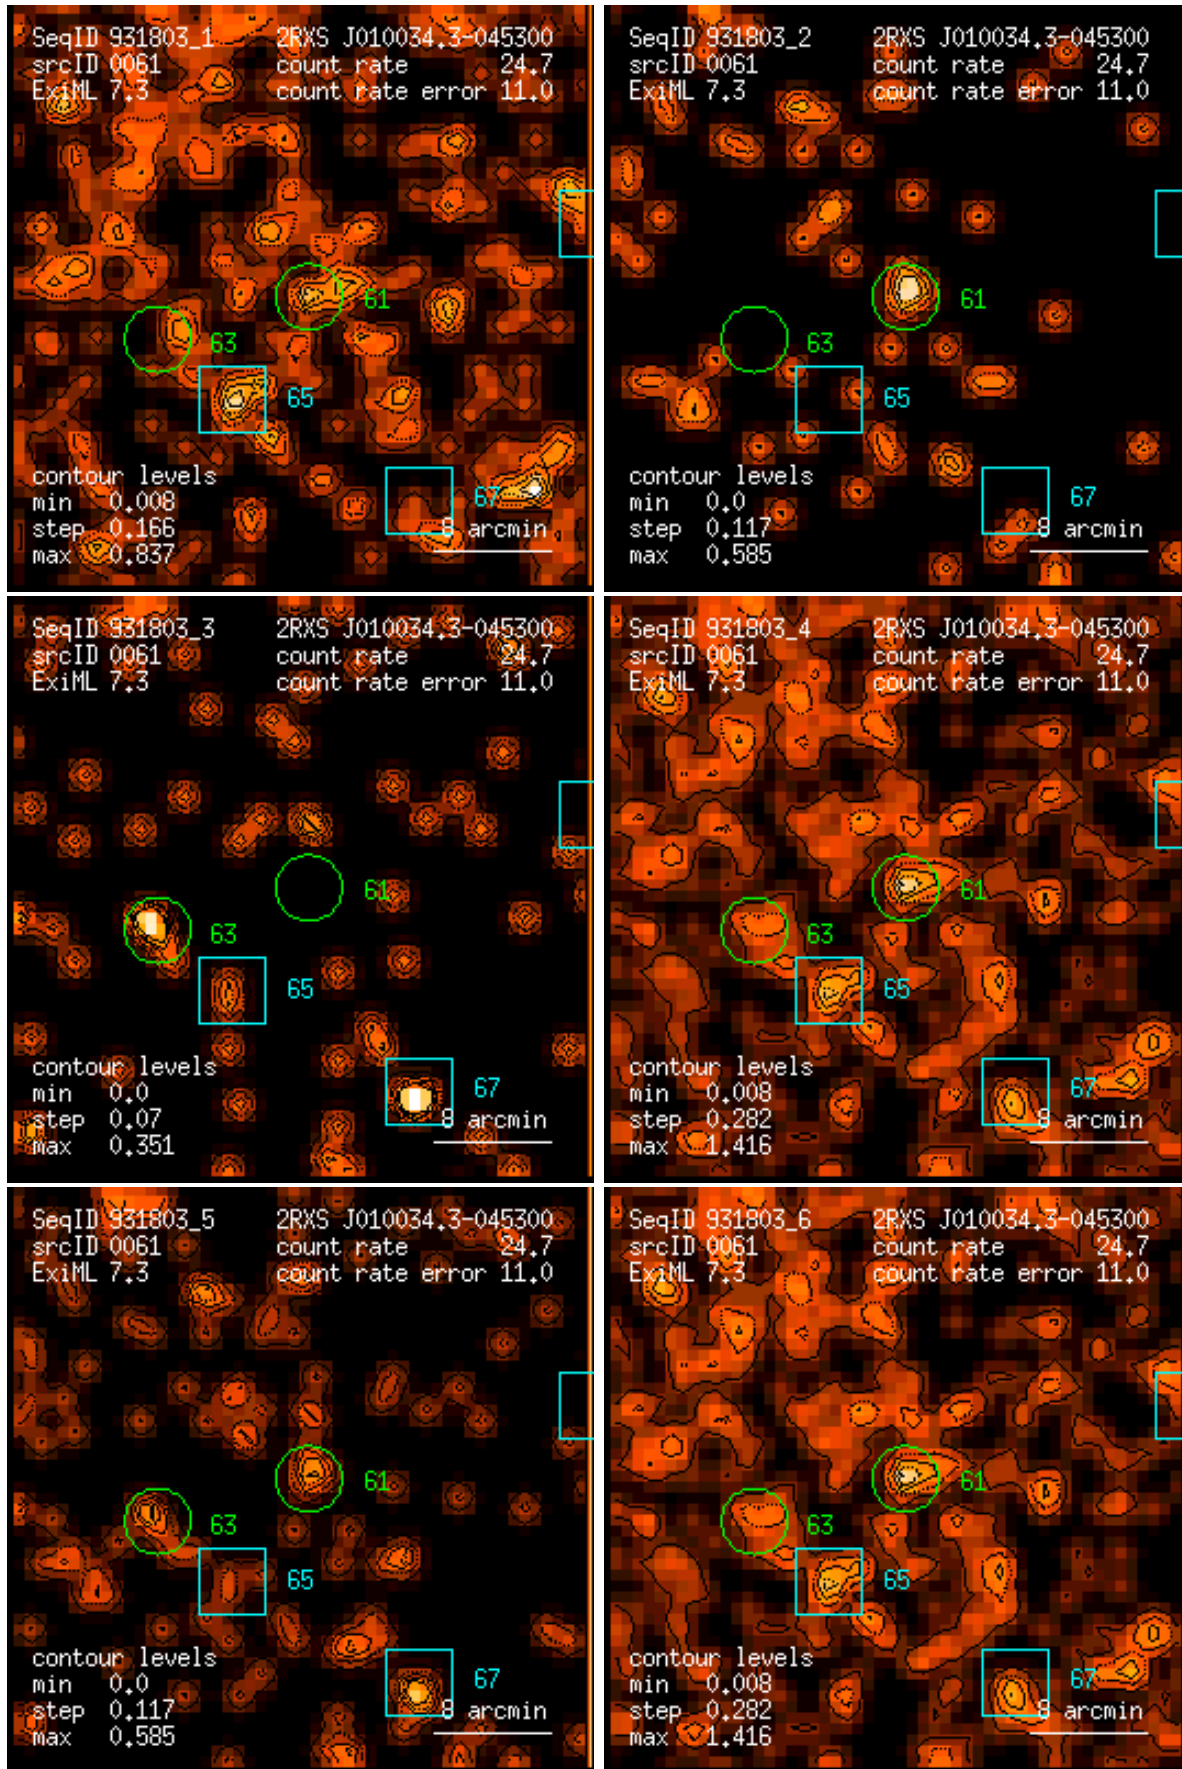 SeqID 931803_1 2RXS J010034.3-045300
srcID 0061 count rate 24.7
ExiML 7.3 count rate error 11.0
61
63
65
contour levels
min 0.008
67
step 0.166
8 arcmin
max 0.837
SeqID 931803_2 2RXS J010034.3-045300
srcID 0061 count rate 24.7
ExiML 7.3 count rate error 11.0
61
63
65
contour levels
min 0.0
67
step 0.117
8 arcmin
max 0.585
SeqID 931803_3 2RXS J010034.3-045300
srcID 0061 count rate 24.7
ExiML 7.3 count rate error 11.0
61
63
65
contour levels
min 0.0
67
step 0.07
8 arcmin
max 0.351
SeqID 931803_4 2RXS J010034.3-045300
srcID 0061 count rate 24.7
ExiML 7.3 count rate error 11.0
61
63
65
contour levels
min 0.008
67
step 0.282
8 arcmin
max 1.416
SeqID 931803_5 2RXS J010034.3-045300
srcID 0061 count rate 24.7
ExiML 7.3 count rate error 11.0
61
63
65
contour levels
min 0.0
67
step 0.117
8 arcmin
max 0.585
SeqID 931803_6 2RXS J010034.3-045300
srcID 0061 count rate 24.7
ExiML 7.3 count rate error 11.0
61
63
65
contour levels
min 0.008
67
step 0.282
8 arcmin
max 1.416